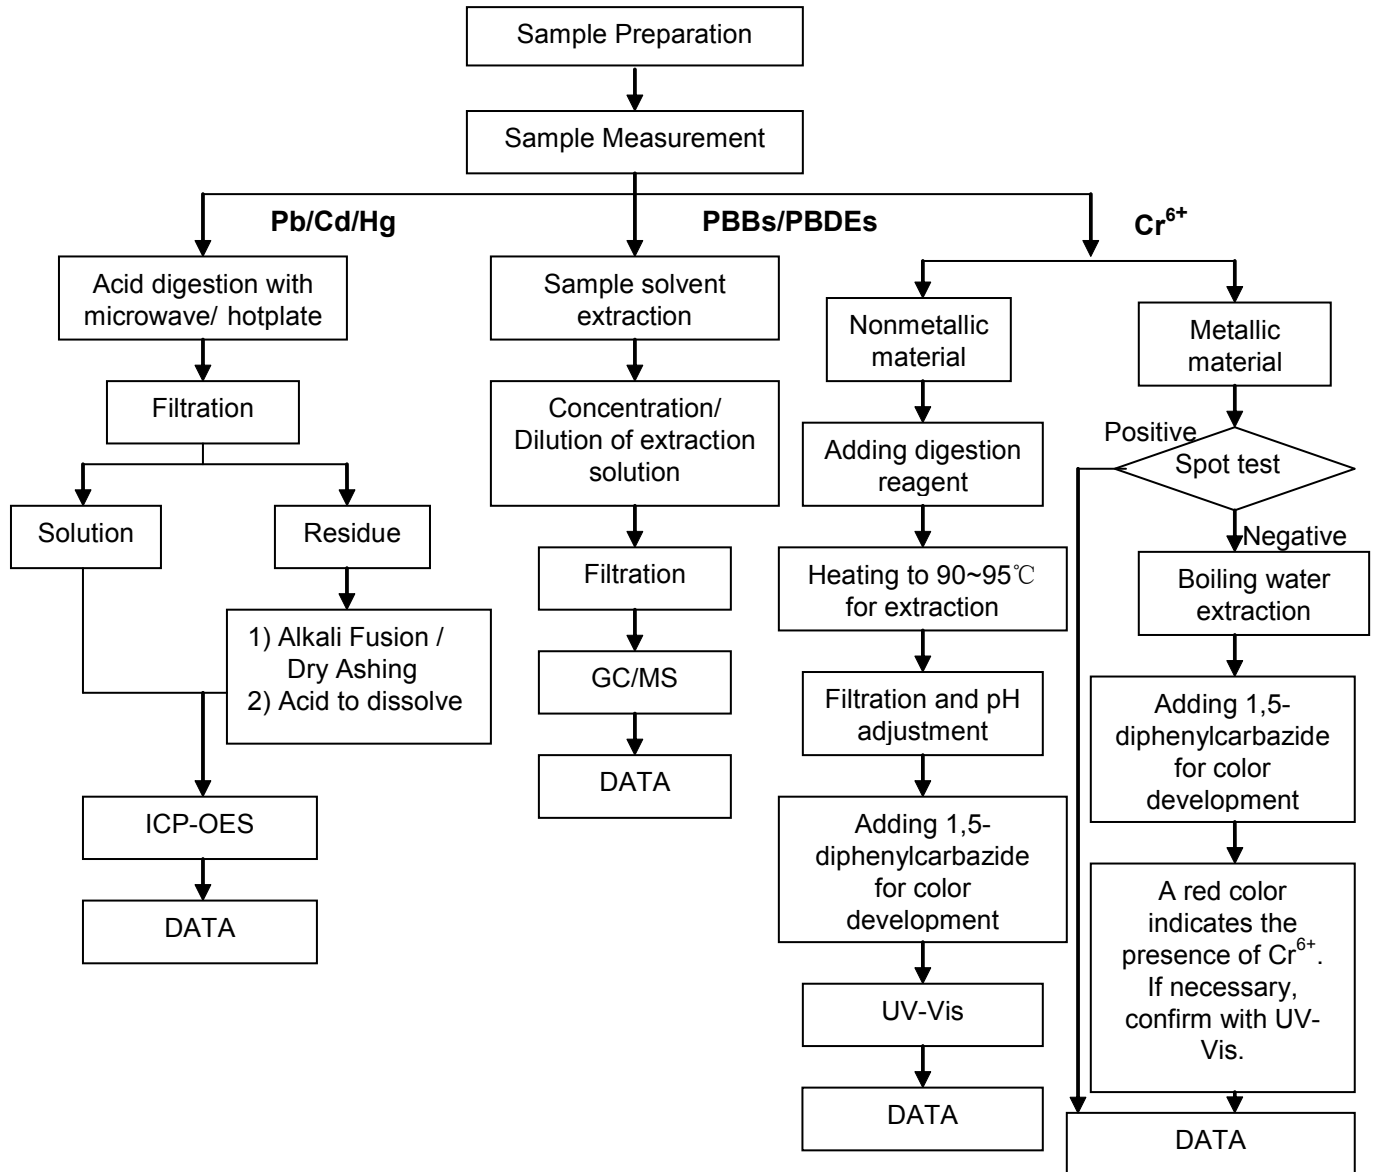 Sample Preparation
Sample Measurement
Pb/Cd/Hg
PBBs/PBDEs
Cr⁶⁺
Acid digestion with
microwave/ hotplate
Filtration
Solution
Residue
1) Alkali Fusion /
Dry Ashing
2) Acid to dissolve
ICP-OES
DATA
Sample solvent
extraction
Concentration/
Dilution of extraction
solution
Filtration
GC/MS
DATA
Nonmetallic
material
Adding digestion
reagent
Heating to 90~95℃
for extraction
Filtration and pH
adjustment
Adding 1,5-
diphenylcarbazide
for color
development
UV-Vis
DATA
Metallic
material
Positive
Spot test
Negative
Boiling water
extraction
Adding 1,5-
diphenylcarbazide
for color
development
A red color
indicates the
presence of Cr⁶⁺.
If necessary,
confirm with UV-
Vis.
DATA